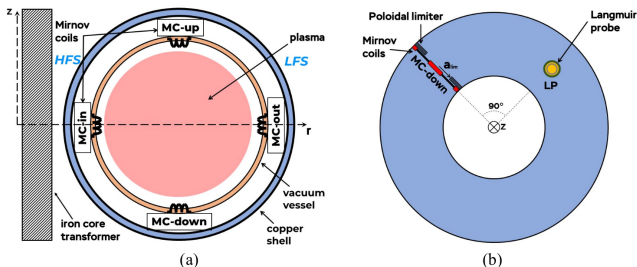 z
Mirnov
coils
MC-up
plasma
HFS
LFS
MC-in
MC-out
r
MC-down
vacuum
vessel
copper
shell
iron core
transformer
(a)
Poloidal limiter
Mirnov
coils
MC-down
a_lim
Langmuir
probe
LP
90°
z
(b)